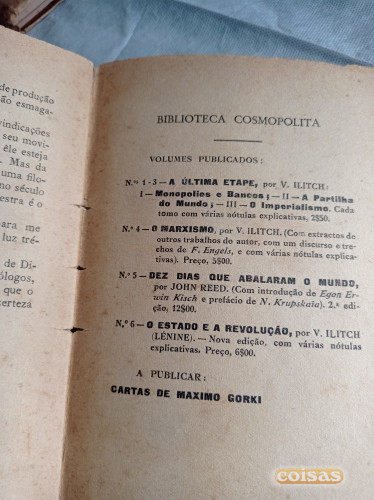 de produção
ão esmaga-
vindicações
seu movi-
êle esteja
a. Mas da
uma filo-
no século
estra é o
ara me
luz tré-
de Di-
ólogos,
que o
certeza
BIBLIOTECA COSMOPOLITA
VOLUMES PUBLICADOS:
N.os 1-3 — A ÚLTIMA ETAPE, por V. ILITCH:
I — Monopolios e Bancos; — II — A Partilha
do Mundo; — III — O Imperialismo. Cada
tomo com várias nótulas explicativas, 2$50.
N.º 4 — O MARXISMO, por V. ILITCH. (Com extractos de
outros trabalhos do autor, com um discurso e tre-
chos de F. Engels, e com várias nótulas
explicativas). Preço, 5$00.
N.º 5 — DEZ DIAS QUE ABALARAM O MUNDO,
por JOHN REED. (Com introdução de Egon Er-
win Kisch e prefácio de N. Krupskaia) 2.ª edi-
ção, 12$00.
N.º 6 — O ESTADO E A REVOLUÇÃO, por V. ILITCH
(LÉNINE). — Nova edição, com várias nótulas
explicativas. Preço, 6$00.
A PUBLICAR:
CARTAS DE MAXIMO GORKI
coisas